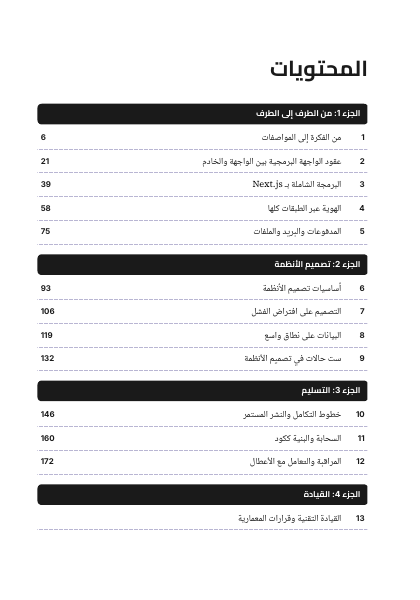 المحتويات
الجزء 1: من الطرف إلى الطرف
1 من الفكرة إلى المواصفات 6
2 عقود الواجهة البرمجية بين الواجهة والخادم 21
3 البرمجة الشاملة بـ Next.js 39
4 الهوية عبر الطبقات كلها 58
5 المدفوعات والبريد والملفات 75
الجزء 2: تصميم الأنظمة
6 أساسيات تصميم الأنظمة 93
7 التصميم على افتراض الفشل 106
8 البيانات على نطاق واسع 119
9 ست حالات في تصميم الأنظمة 132
الجزء 3: التسليم
10 خطوط التكامل والنشر المستمر 146
11 السحابة والبنية ككود 160
12 المراقبة والتعامل مع الأعطال 172
الجزء 4: القيادة
13 القيادة التقنية وقرارات المعمارية